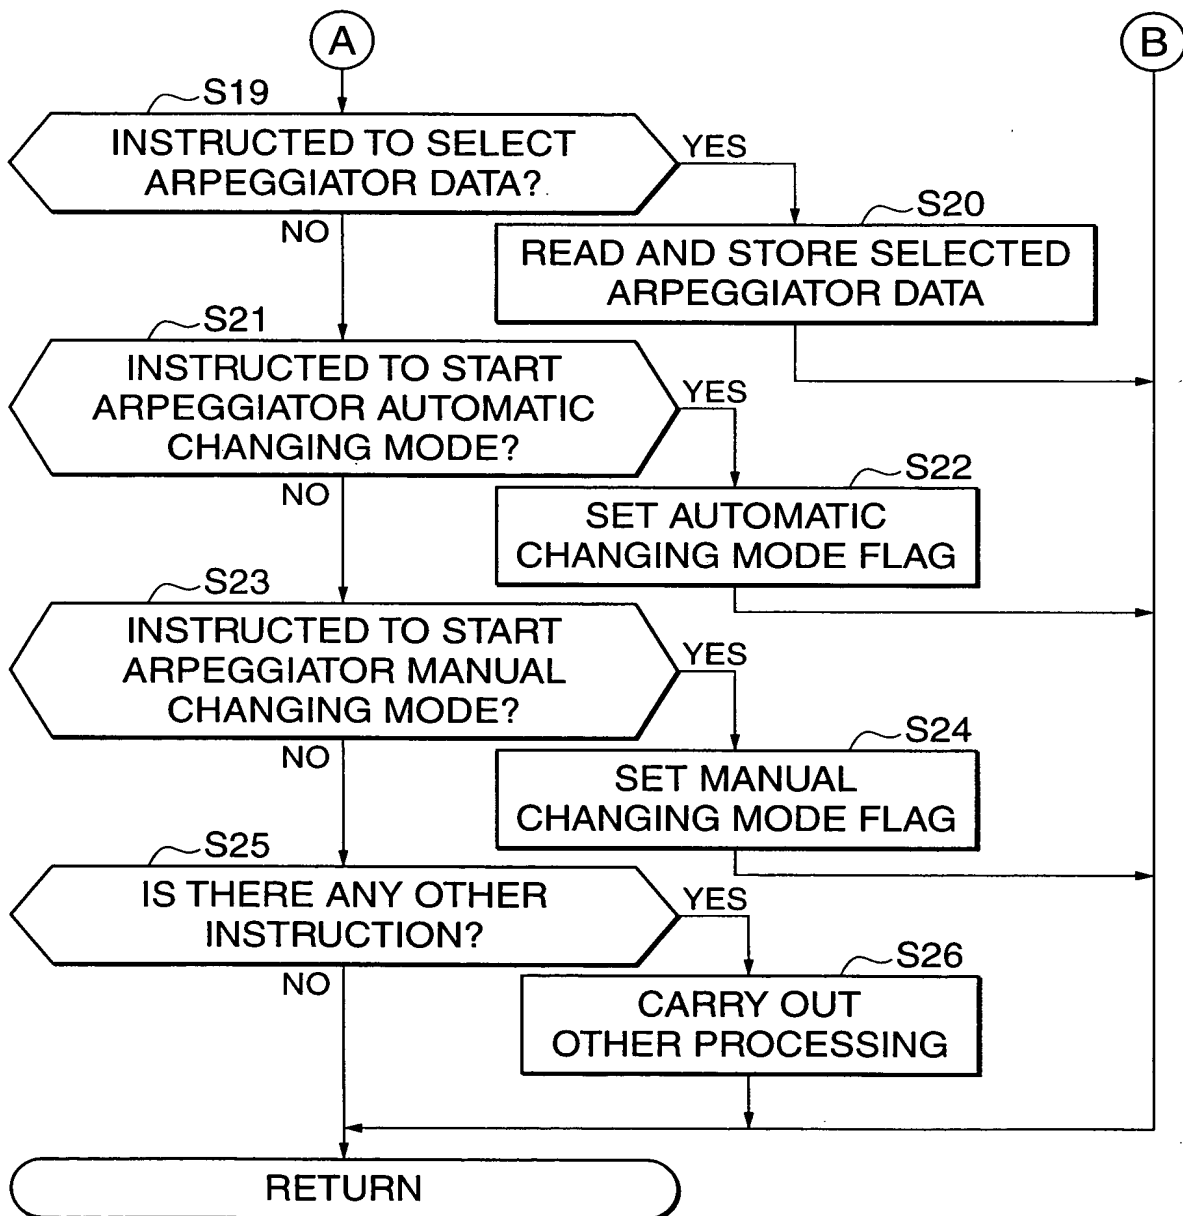 A
B
S19
INSTRUCTED TO SELECT
ARPEGGIATOR DATA?
YES
NO
S20
READ AND STORE SELECTED
ARPEGGIATOR DATA
S21
INSTRUCTED TO START
ARPEGGIATOR AUTOMATIC
CHANGING MODE?
YES
NO
S22
SET AUTOMATIC
CHANGING MODE FLAG
S23
INSTRUCTED TO START
ARPEGGIATOR MANUAL
CHANGING MODE?
YES
NO
S24
SET MANUAL
CHANGING MODE FLAG
S25
IS THERE ANY OTHER
INSTRUCTION?
YES
NO
S26
CARRY OUT
OTHER PROCESSING
RETURN